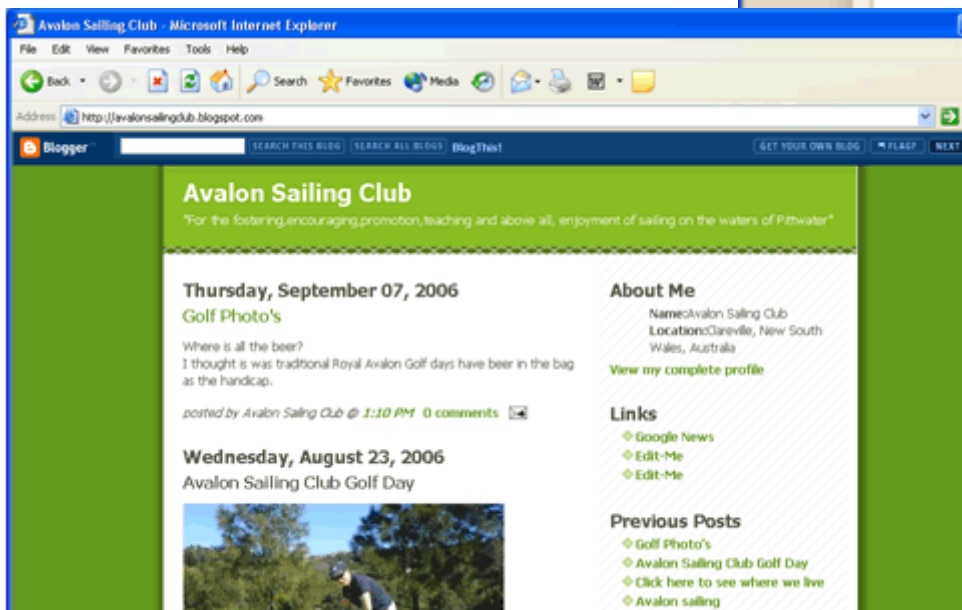 Avalon Sailing Club - Microsoft Internet Explorer
File Edit View Favorites Tools Help
Back Search Favorites Media
Address http://avalonsailingclub.blogspot.com
Blogger SEARCH THIS BLOG SEARCH ALL BLOGS BlogThis! GET YOUR OWN BLOG FLAG? NEXT
Avalon Sailing Club
"For the fostering,encouraging,promotion,teaching and above all, enjoyment of sailing on the waters of Pittwater"
Thursday, September 07, 2006
Golf Photo's
Where is all the beer?
I thought is was traditional Royal Avalon Golf days have beer in the bag
as the handicap.
posted by Avalon Sailing Club @ 1:10 PM 0 comments
Wednesday, August 23, 2006
Avalon Sailing Club Golf Day
About Me
Name:Avalon Sailing Club
Location:Clareville, New South
Wales, Australia
View my complete profile
Links
Google News
Edit-Me
Edit-Me
Previous Posts
Golf Photo's
Avalon Sailing Club Golf Day
Click here to see where we live
Avalon sailing